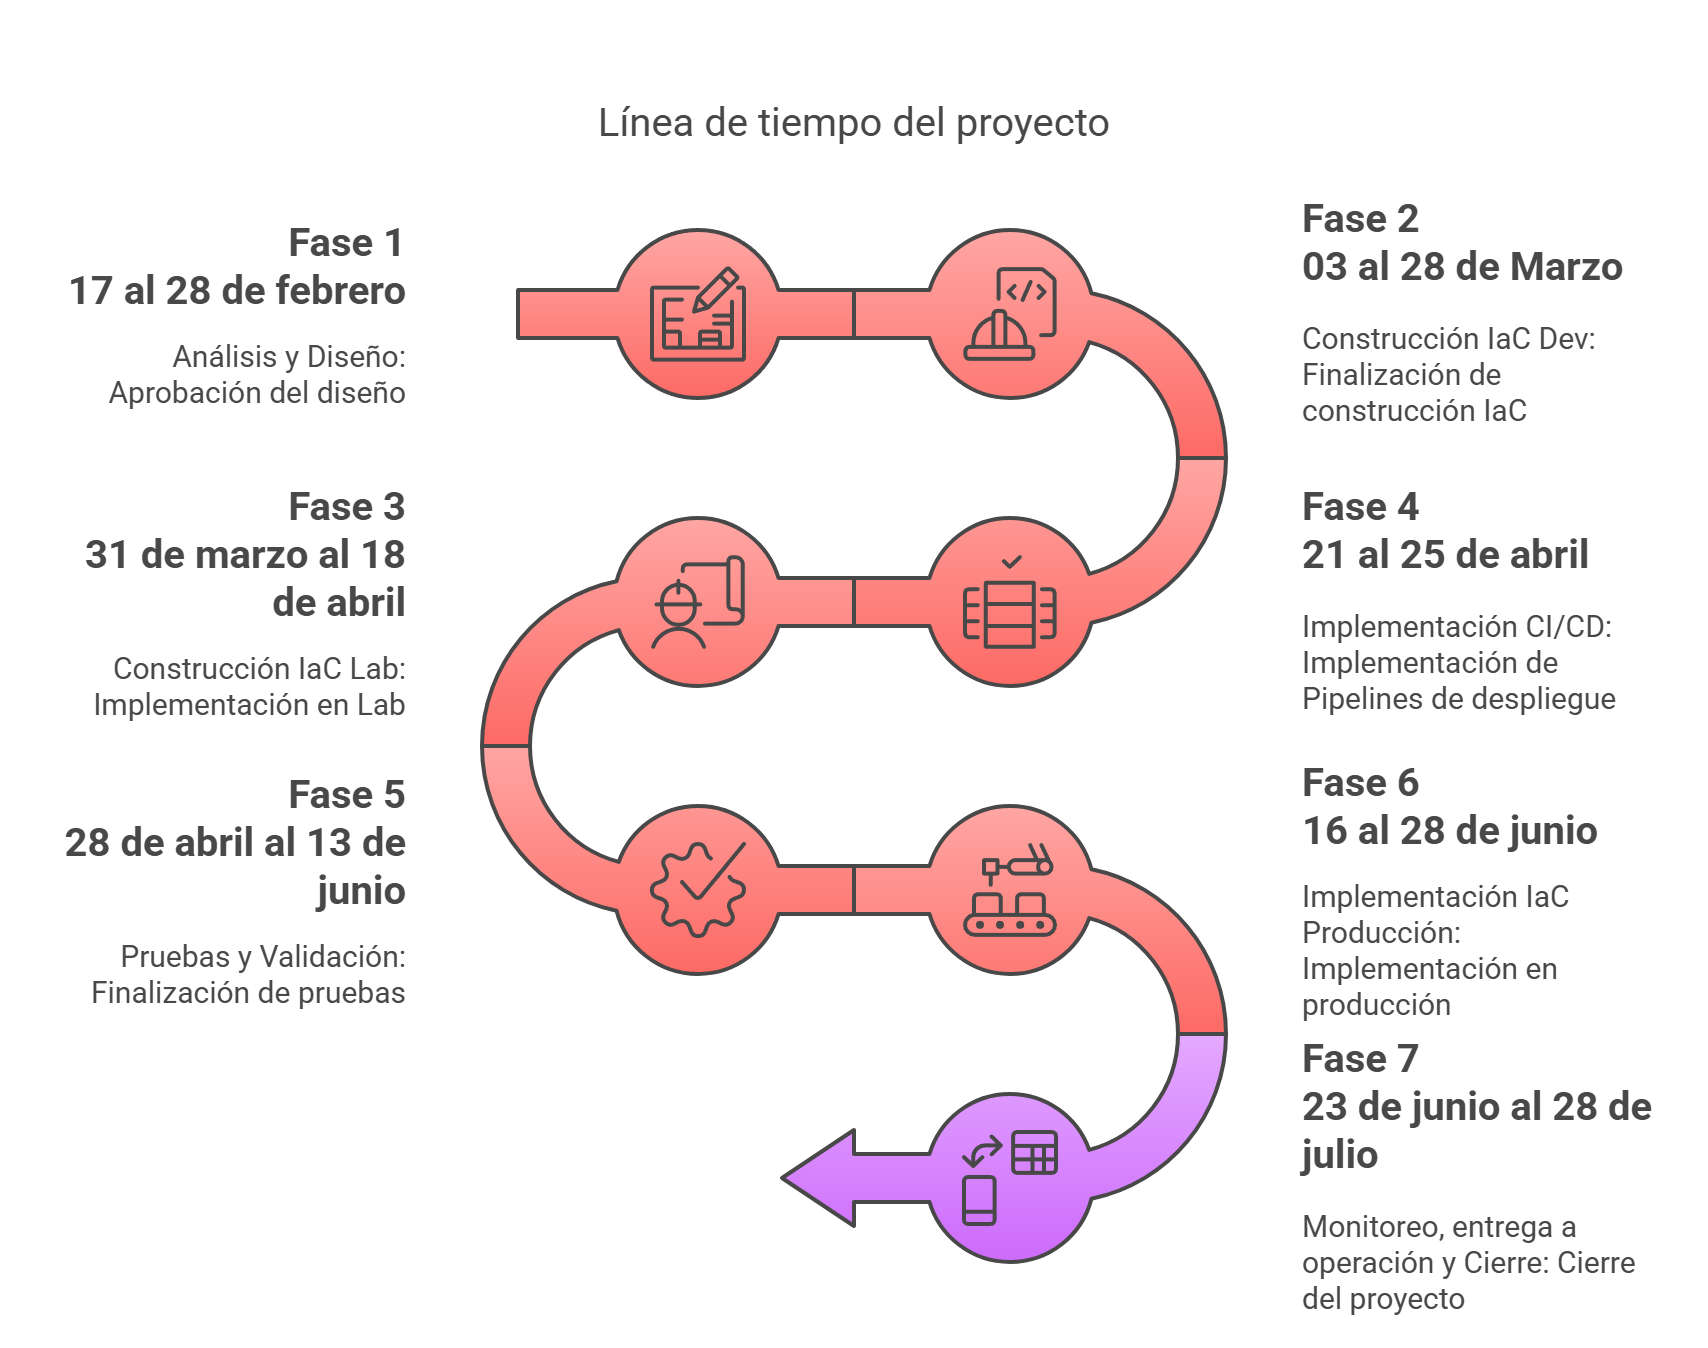 Línea de tiempo del proyecto
Fase 1
17 al 28 de febrero
Análisis y Diseño:
Aprobación del diseño
Fase 2
03 al 28 de Marzo
Construcción IaC Dev:
Finalización de
construcción IaC
Fase 3
31 de marzo al 18
de abril
Construcción IaC Lab:
Implementación en Lab
Fase 4
21 al 25 de abril
Implementación CI/CD:
Implementación de
Pipelines de despliegue
Fase 5
28 de abril al 13 de
junio
Pruebas y Validación:
Finalización de pruebas
Fase 6
16 al 28 de junio
Implementación IaC
Producción:
Implementación en
producción
Fase 7
23 de junio al 28 de
julio
Monitoreo, entrega a
operación y Cierre: Cierre
del proyecto